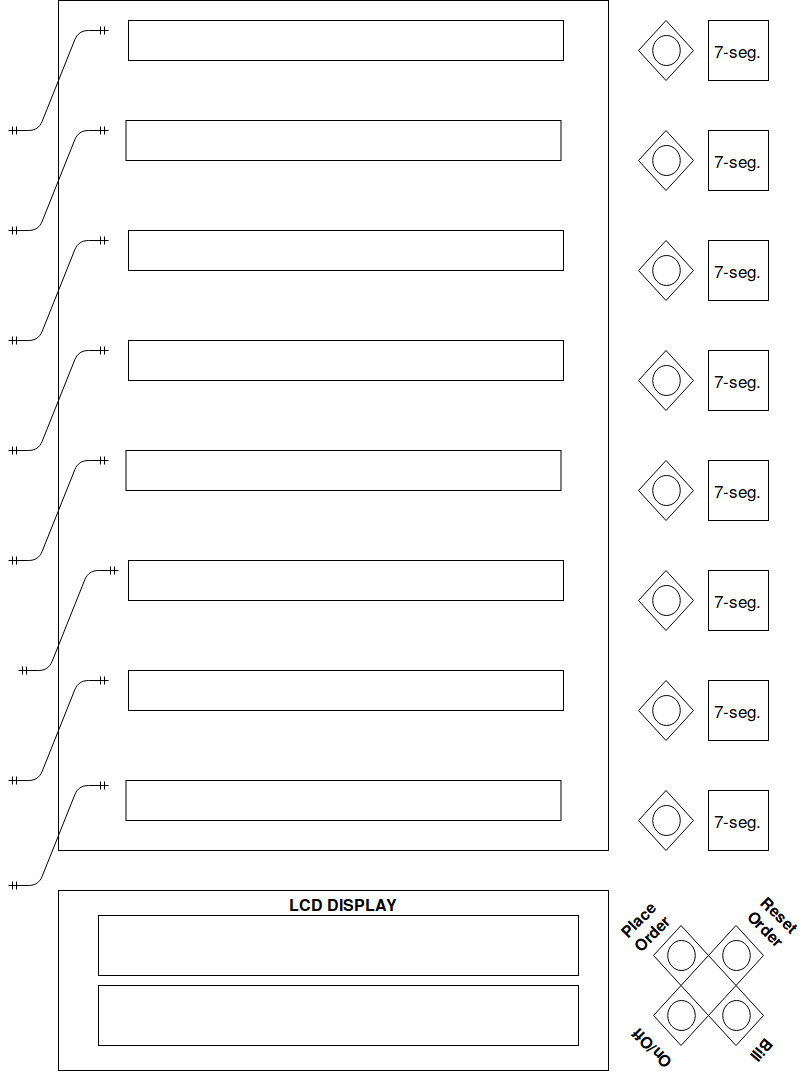 7-seg.
7-seg.
7-seg.
7-seg.
7-seg.
7-seg.
7-seg.
7-seg.
LCD DISPLAY
Place
Order
Reset
Order
On/Off
Bill